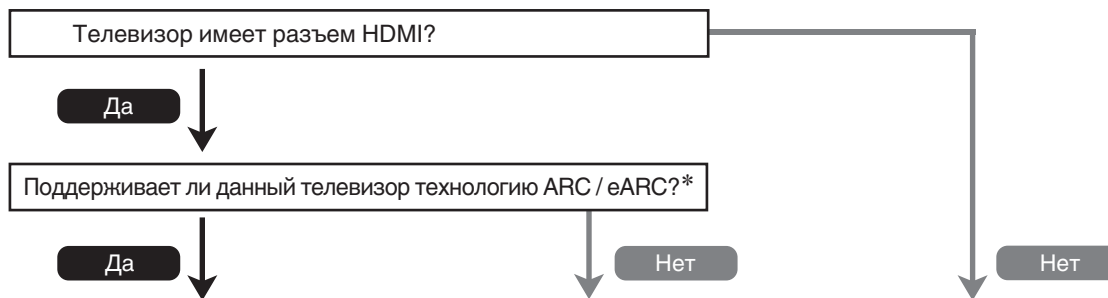 Телевизор имеет разъем HDMI?
Да
Поддерживает ли данный телевизор технологию ARC / eARC?*
Да
Нет
Нет